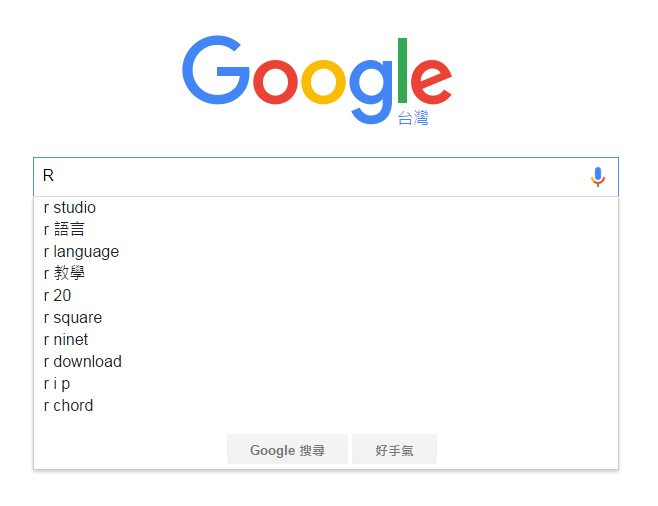 Google
台灣
R
r studio
r 語言
r language
r 教學
r 20
r square
r ninet
r download
r i p
r chord
Google 搜尋 好手氣